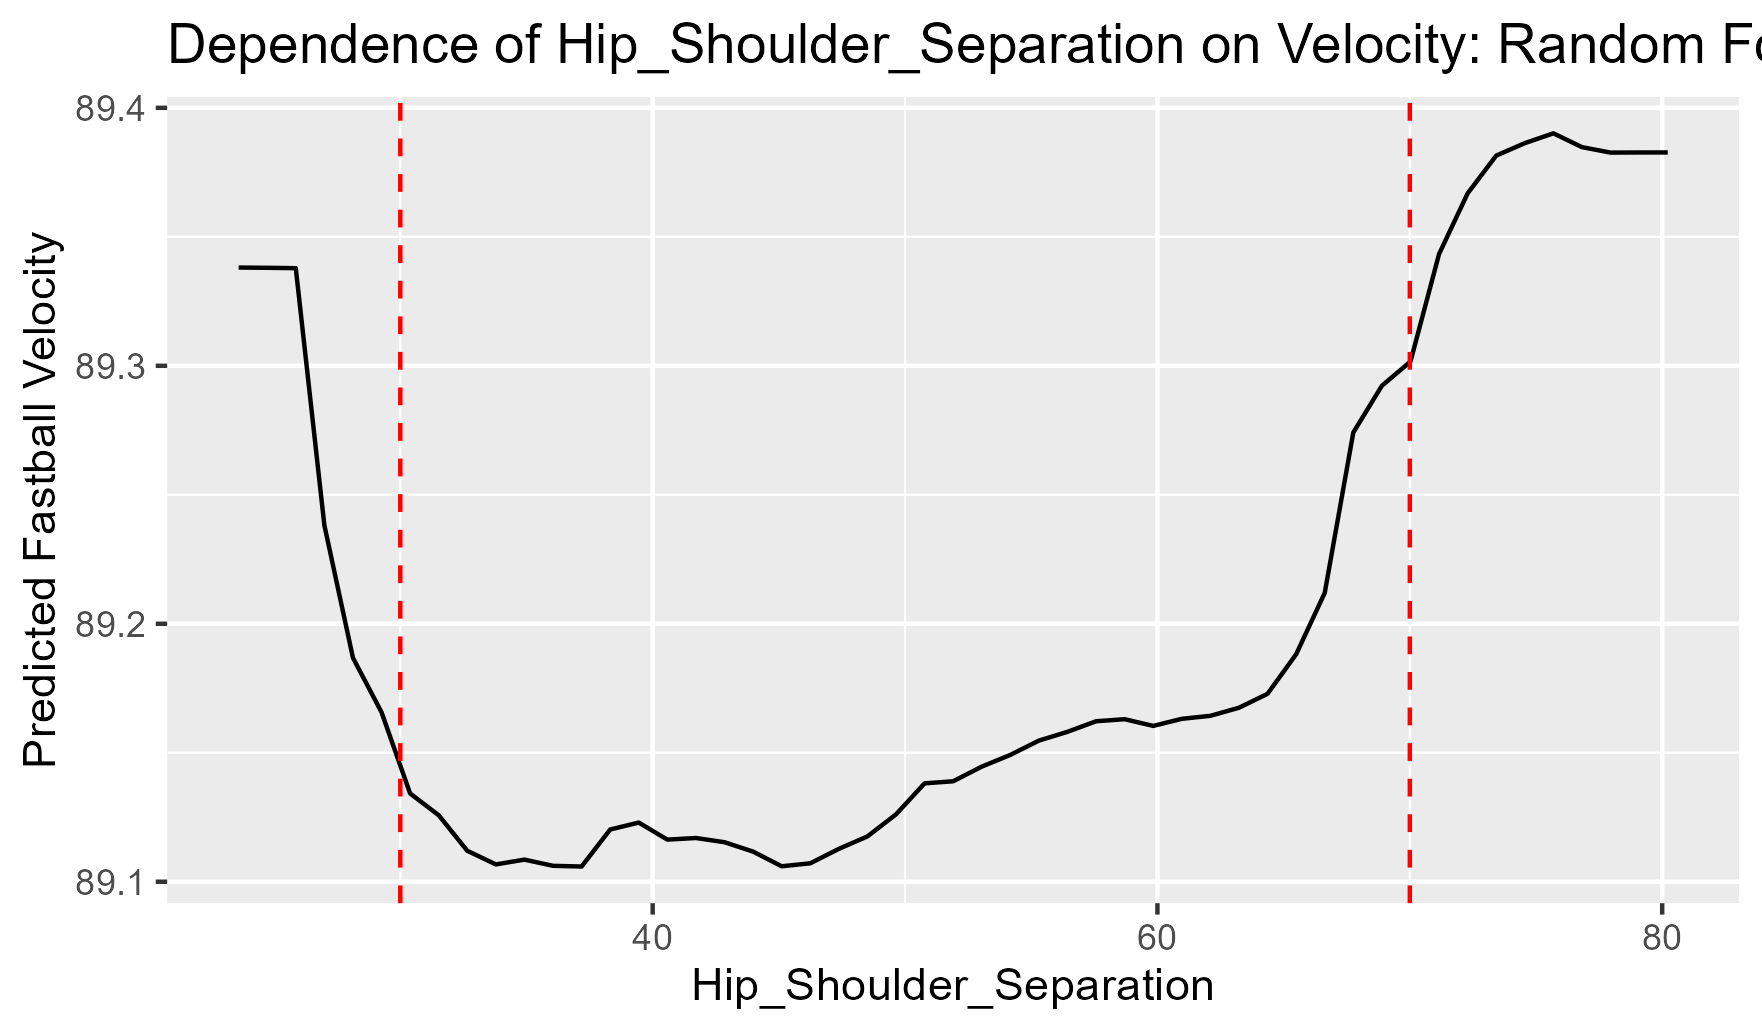 Dependence of Hip_Shoulder_Separation on Velocity: Random
89.4
89.3
89.2
89.1
Predicted Fastball Velocity
40 60 80
Hip_Shoulder_Separation